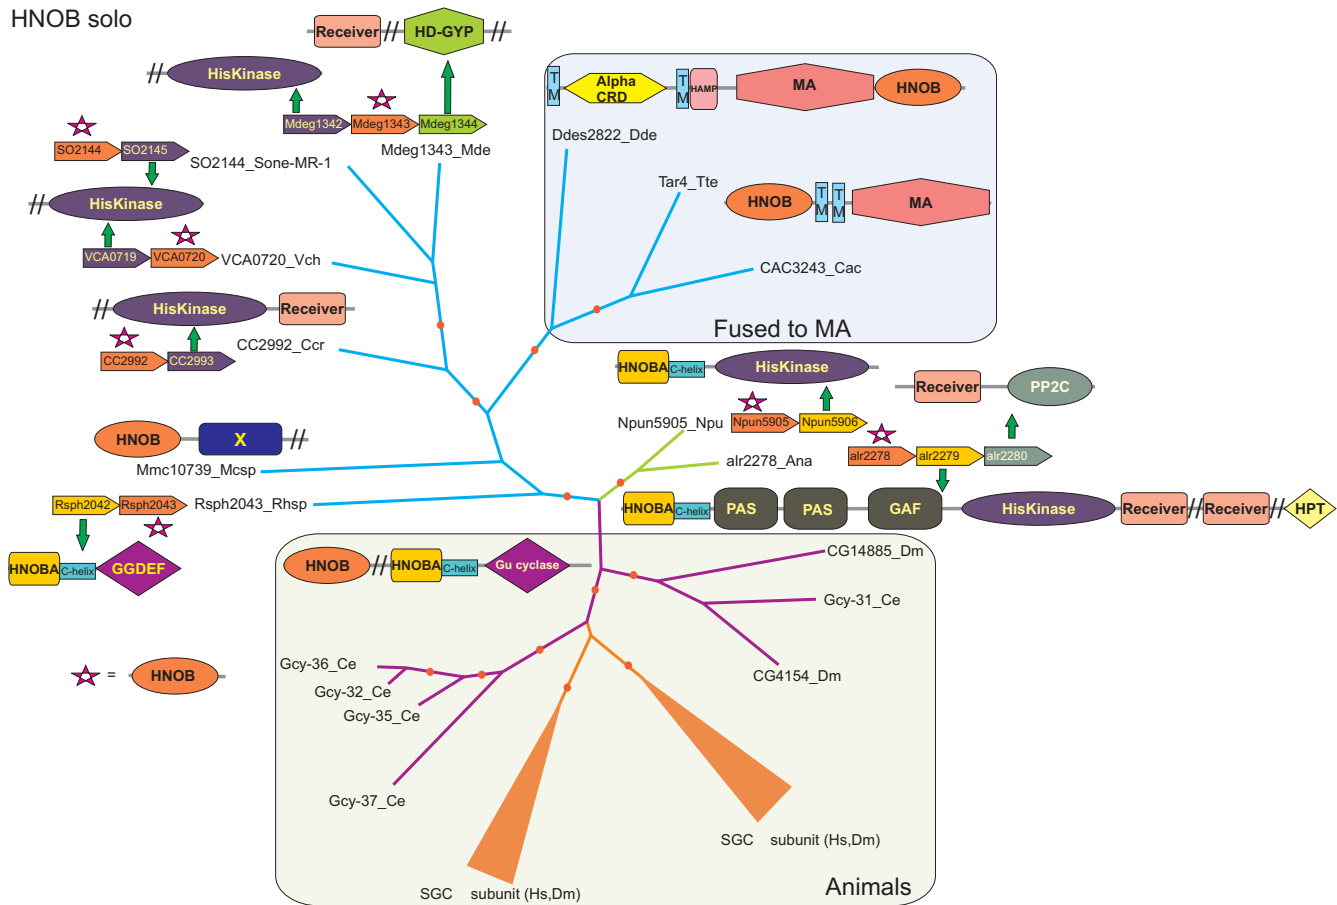 HNOB solo
Receiver // HD-GYP //
// HisKinase
Mdeg1342 Mdeg1343 Mdeg1344
Mdeg1343_Mde
SO2144 SO2145
SO2144_Sone-MR-1
// HisKinase
VCA0719 VCA0720
VCA0720_Vch
// HisKinase Receiver
CC2992 CC2993
CC2992_Ccr
HNOB X //
Mmc10739_Mcsp
Rsph2042 Rsph2043
Rsph2043_Rhsp
HNOBA C-helix GGDEF
= HNOB
TM Alpha CRD TM HAMP MA HNOB
Ddes2822_Dde
Tar4_Tte
HNOB TM TM MA
CAC3243_Cac
Fused to MA
HNOBA C-helix HisKinase
Npun5905 Npun5906
Npun5905_Npu
Receiver PP2C
alr2278 alr2279 alr2280
alr2278_Ana
HNOBA C-helix PAS PAS GAF HisKinase Receiver // Receiver // HPT
HNOB // HNOBA C-helix Gu cyclase
CG14885_Dm
Gcy-31_Ce
CG4154_Dm
Gcy-36_Ce
Gcy-32_Ce
Gcy-35_Ce
Gcy-37_Ce
SGC subunit (Hs,Dm)
SGC subunit (Hs,Dm)
Animals